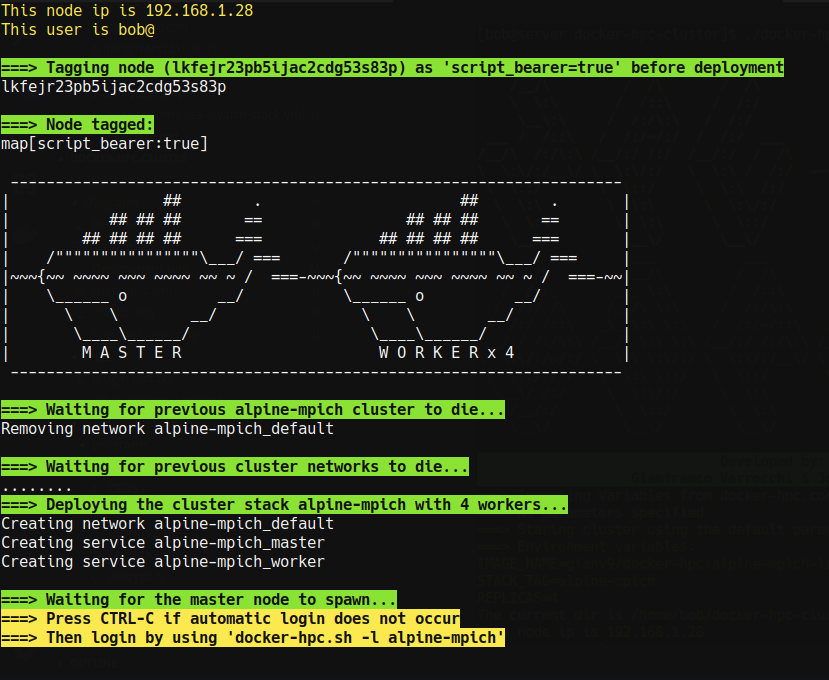 This node ip is 192.168.1.28
This user is bob@
===> Tagging node (lkfejr23pb5ijac2cdg53s83p) as 'script_bearer=true' before deployment
lkfejr23pb5ijac2cdg53s83p
===> Node tagged:
map[script_bearer:true]
 --------------------------------------------------------------------
|                 ##        .                      ##        .       |
|           ## ## ##       ==                ## ## ##       ==       |
|        ## ## ## ##      ===             ## ## ## ##      ===       |
|    /"""""""""""""""""\___/ ===       /"""""""""""""""""\___/ ===     |
|~~~{~~ ~~~~ ~~~ ~~~~ ~~ ~ /  ===-~~~{~~ ~~~~ ~~~ ~~~~ ~~ ~ /  ===-~~|
|    \______ o          __/           \______ o          __/         |
|      \    \        __/                \    \        __/            |
|       \____\______/                    \____\______/               |
|        M A S T E R                      W O R K E R x 4            |
 --------------------------------------------------------------------
===> Waiting for previous alpine-mpich cluster to die...
Removing network alpine-mpich_default
===> Waiting for previous cluster networks to die...
........
===> Deploying the cluster stack alpine-mpich with 4 workers...
Creating network alpine-mpich_default
Creating service alpine-mpich_master
Creating service alpine-mpich_worker
===> Waiting for the master node to spawn...
===> Press CTRL-C if automatic login does not occur
===> Then login by using 'docker-hpc.sh -l alpine-mpich'